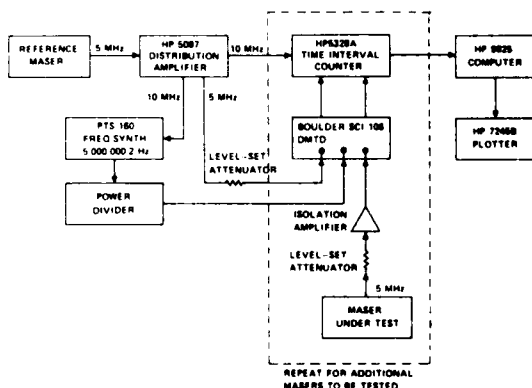 REFERENCE
MASER
5 MHz
HP 5087
DISTRIBUTION
AMPLIFIER
10 MHz
HP5328A
TIME INTERVAL
COUNTER
HP 9825
COMPUTER
HP 7245B
PLOTTER
10 MHz
5
MHz
PTS 160
FREQ SYNTH
5 000 000.2 Hz
BOULDER SCI 106
DMTD
LEVEL-SET
ATTENUATOR
POWER
DIVIDER
ISOLATION
AMPLIFIER
LEVEL-SET
ATTENUATOR
5 MHz
MASER
UNDER TEST
REPEAT FOR ADDITIONAL
MASERS TO BE TESTED